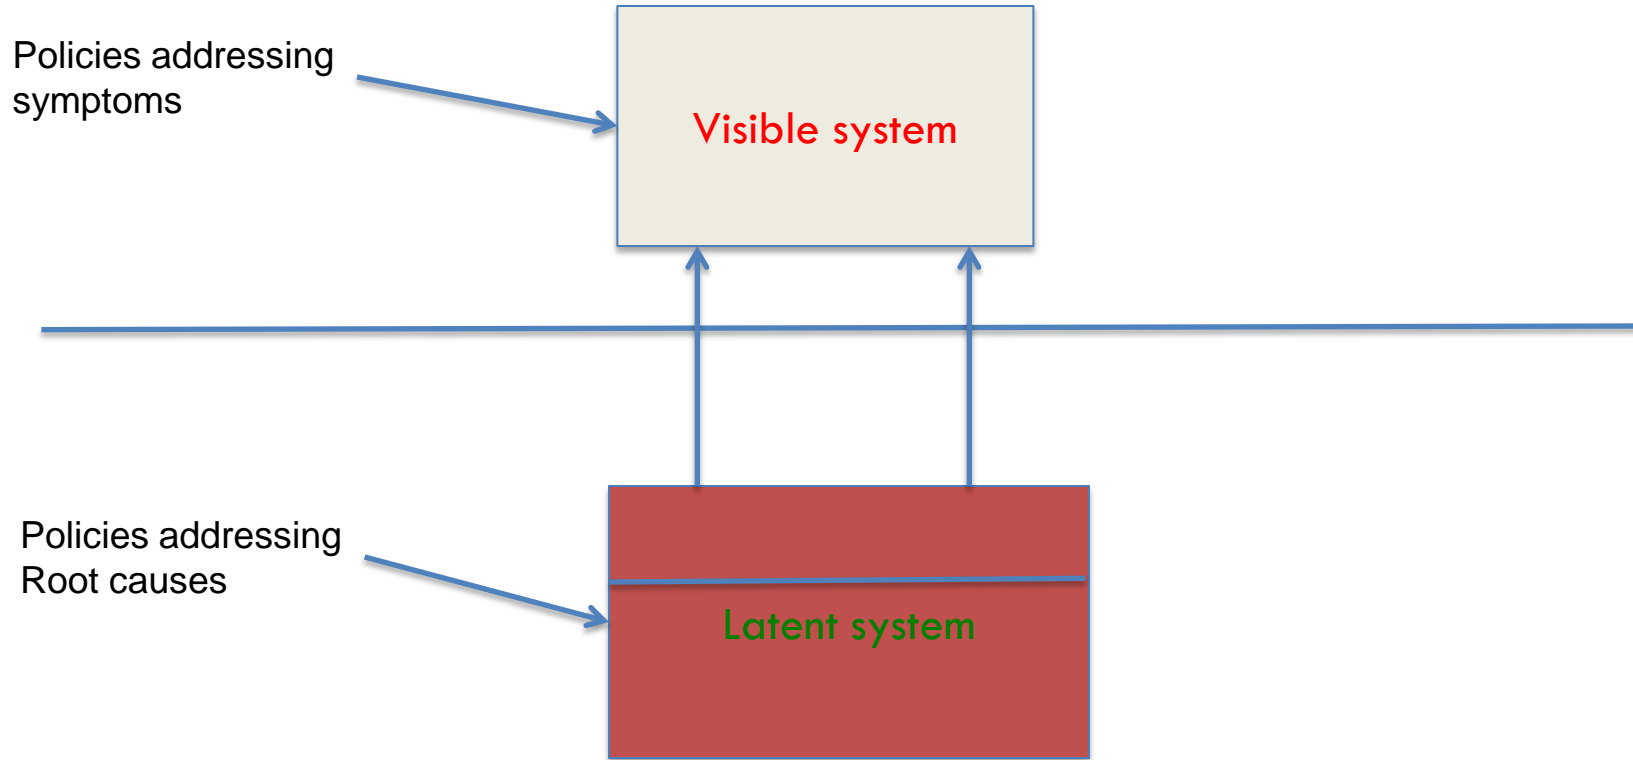 Policies addressing
symptoms
Visible system
Policies addressing
Root causes
Latent system